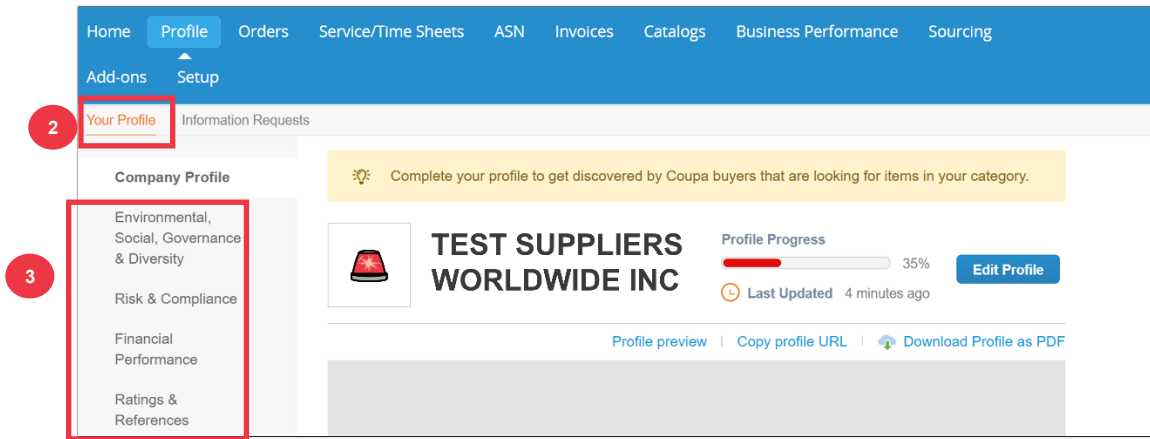 Home Profile Orders Service/Time Sheets ASN Invoices Catalogs Business Performance Sourcing
Add-ons Setup
2
Your Profile Information Requests
Company Profile
Complete your profile to get discovered by Coupa buyers that are looking for items in your category.
3
Environmental,
Social, Governance
& Diversity
Risk & Compliance
Financial
Performance
Ratings &
References
TEST SUPPLIERS
WORLDWIDE INC
Profile Progress
35%
Last Updated 4 minutes ago
Edit Profile
Profile preview Copy profile URL Download Profile as PDF